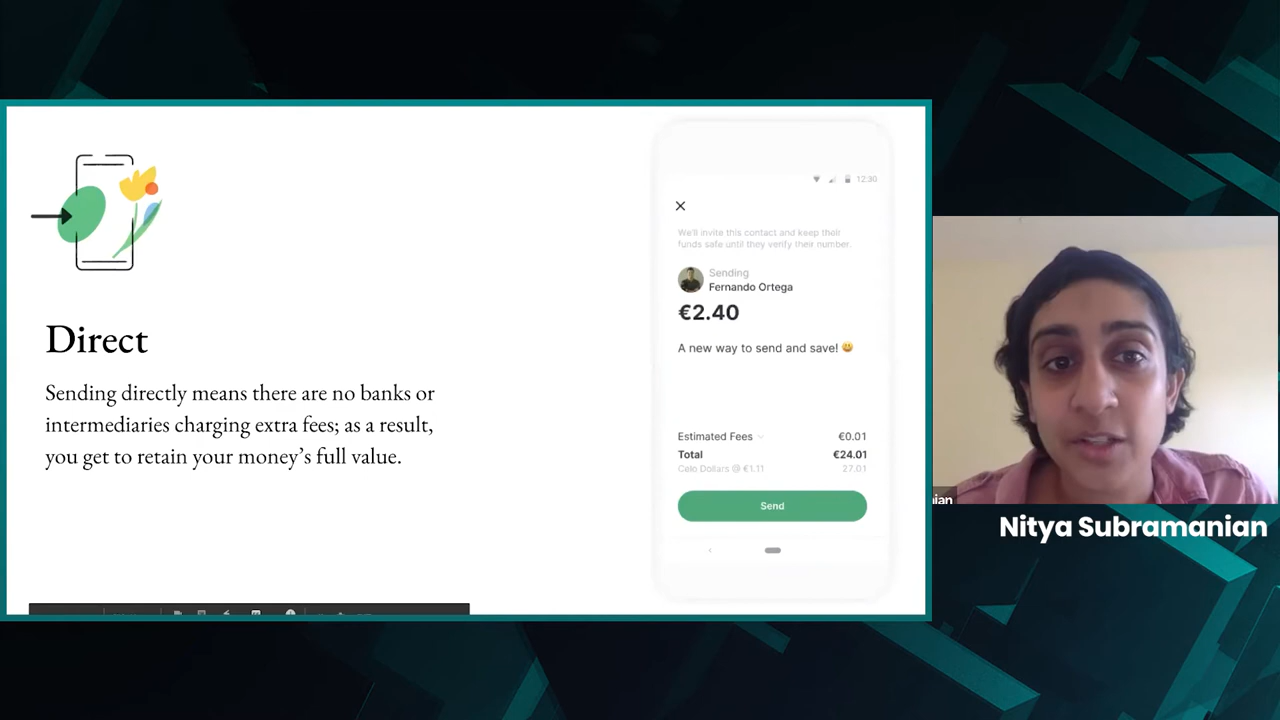 Direct
Sending directly means there are no banks or
intermediaries charging extra fees; as a result,
you get to retain your money’s full value.
12:30
We'll invite this contact and keep their
funds safe until they verify their number.
Sending
Fernando Ortega
€2.40
A new way to send and save! 😀
Estimated Fees €0.01
Total €24.01
Celo Dollars @ €1.11 27.01
Send
Nitya Subramanian